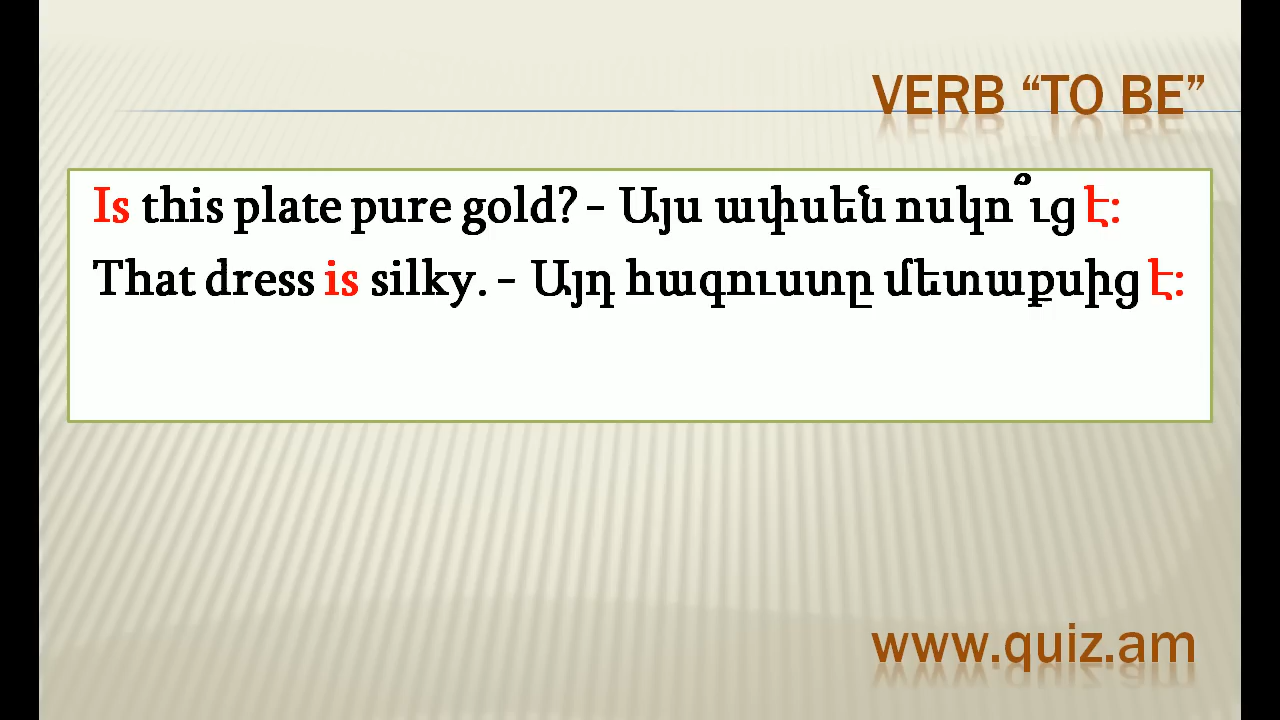 VERB “TO BE”
Is this plate pure gold? – Այս ափսեն ոսկո՞ւց է:
That dress is silky. – Այդ հագուստը մետաքսից է:
www.quiz.am